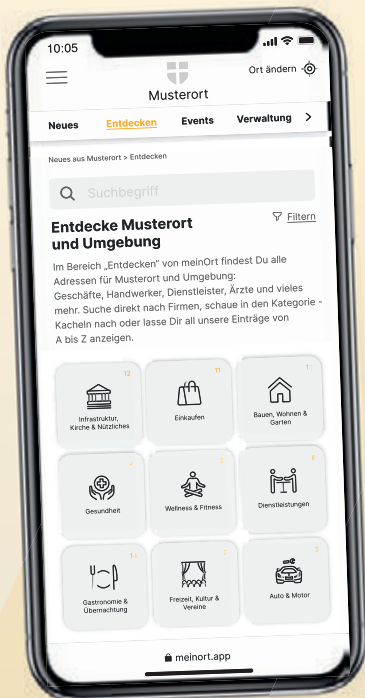 10:05
Ort ändern
Musterort
Neues Entdecken Events Verwaltung >
Neues aus Musterort > Entdecken
Suchbegriff
Entdecke Musterort
und Umgebung
Filtern
Im Bereich „Entdecken" von meinOrt findest Du alle
Adressen für Musterort und Umgebung:
Geschäfte, Handwerker, Dienstleister, Ärzte und vieles
mehr. Suche direkt nach Firmen, schaue in den Kategorie -
Kacheln nach oder lasse Dir all unsere Einträge von
A bis Z anzeigen.
12
Infrastruktur,
Kirche & Nützliches
11
Einkaufen
Bauen, Wohnen &
Garten
Gesundheit
Wellness & Fitness
Dienstleistungen
Gastronomie &
Übernachtung
Freizeit, Kultur &
Vereine
Auto & Motor
meinort.app